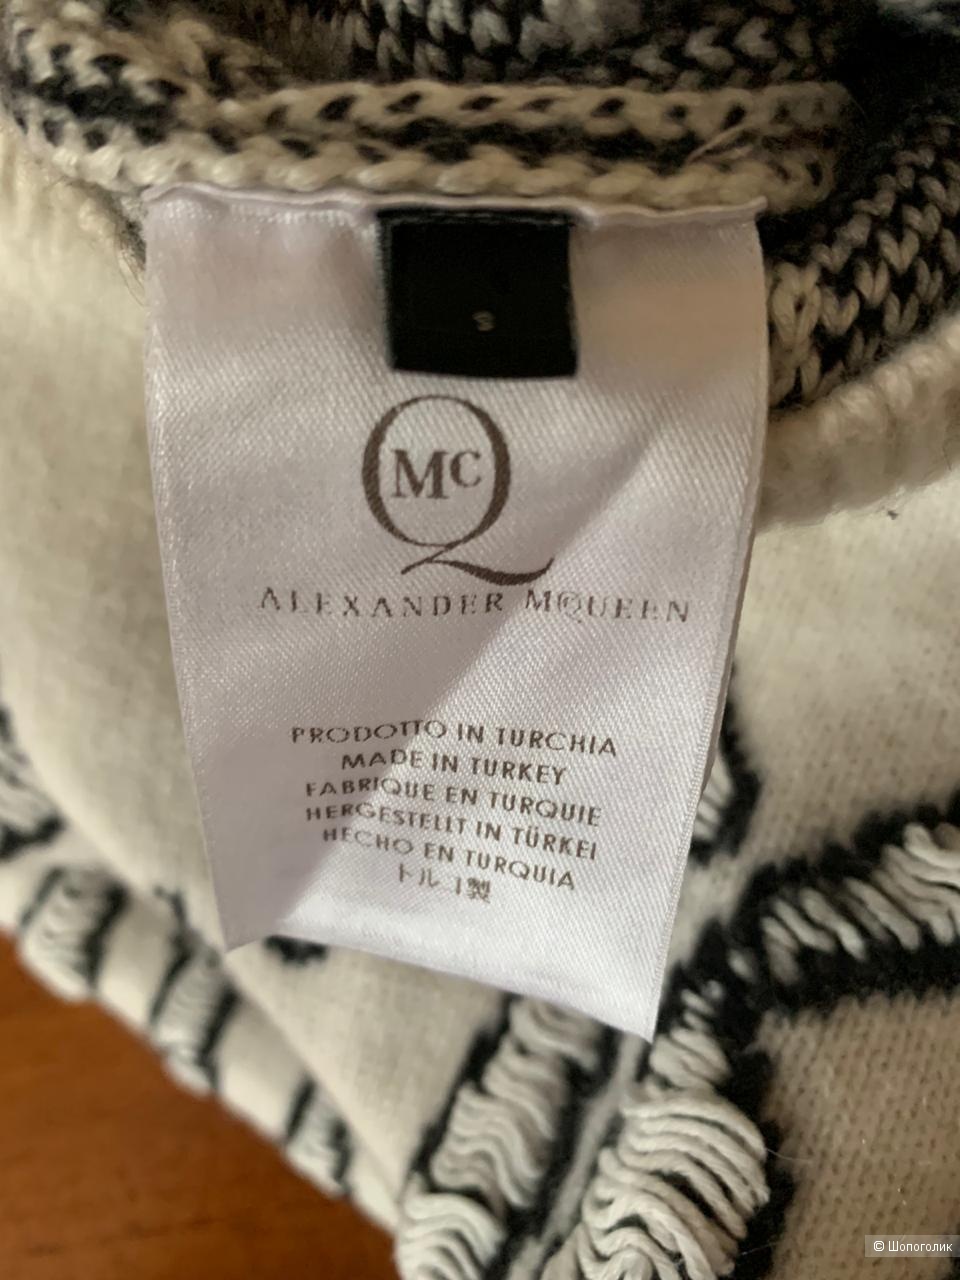 S
McQ
ALEXANDER MCQUEEN
PRODOTTO IN TURCHIA
MADE IN TURKEY
FABRIQUE EN TURQUIE
HERGESTELLT IN TÜRKEI
HECHO EN TURQUIA
トルコ製
© Шопоголик